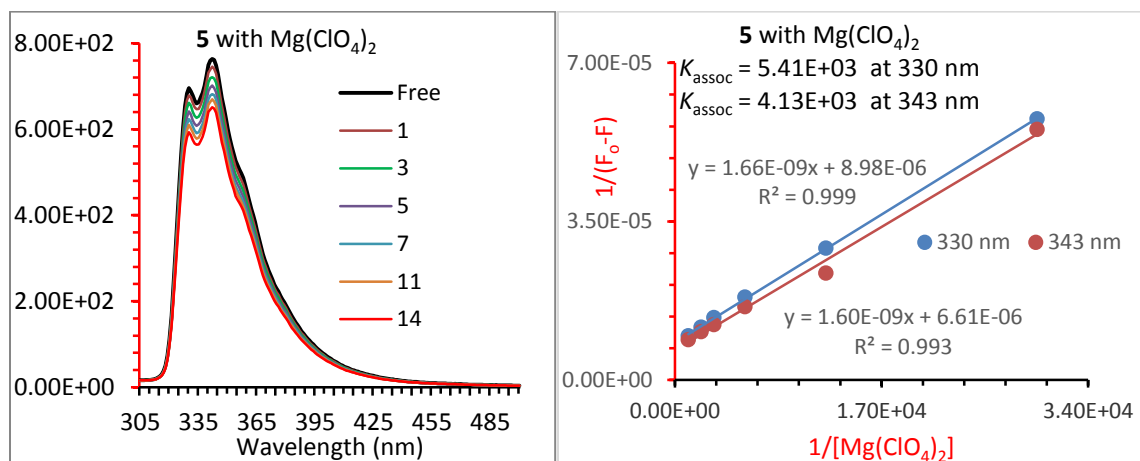 5 with Mg(ClO4)2
8.00E+02
6.00E+02
4.00E+02
2.00E+02
0.00E+00
Free
1
3
5
7
11
14
305 325 345 365 385 395 425 445 485
Wavelength (nm)
5 with Mg(ClO4)2
Kassoc = 5.41E+03 at 330 nm
Kassoc = 4.13E+03 at 343 nm
7.00E-05
3.50E-05
0.00E+00
1/(Fo-F)
y = 1.66E-09x + 8.98E-06
R² = 0.999
330 nm
343 nm
y = 1.60E-09x + 6.61E-06
R² = 0.993
0.00E+00 1.70E+04 3.40E+04
1/[Mg(ClO4)2]